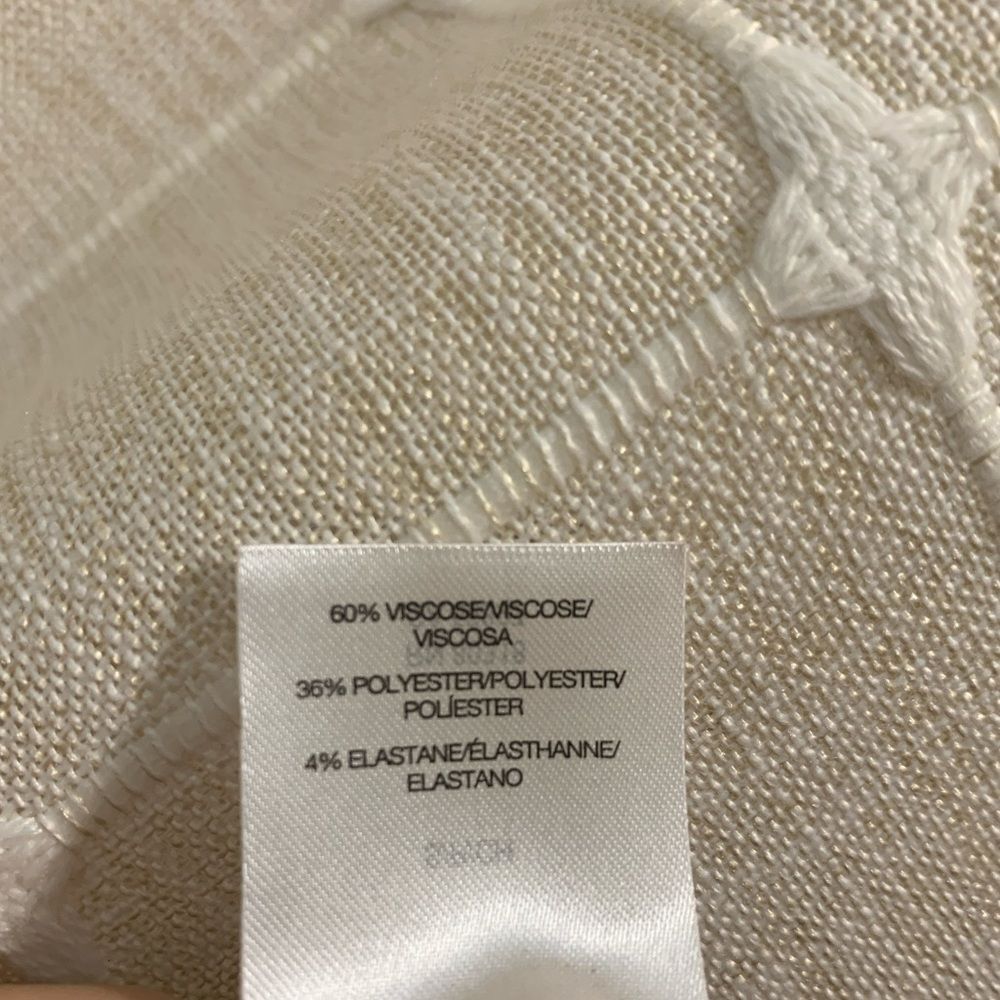 60% VISCOSE/VISCOSE/
VISCOSA
36% POLYESTER/POLYESTER/
POLÍESTER
4% ELASTANE/ÉLASTHANNE/
ELASTANO